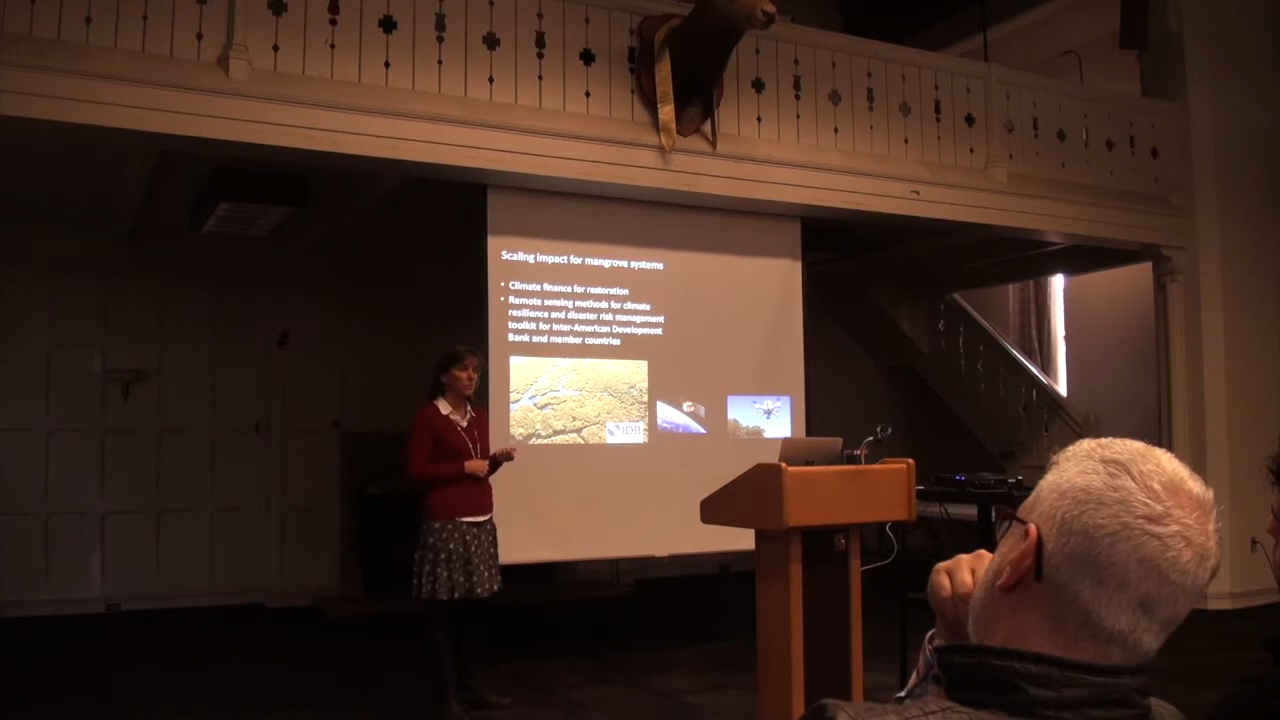 Scaling impact for mangrove systems
• Climate finance for restoration
• Remote sensing methods for climate
resilience and disaster risk management
toolkit for Inter-American Development
Bank and member countries
IDB